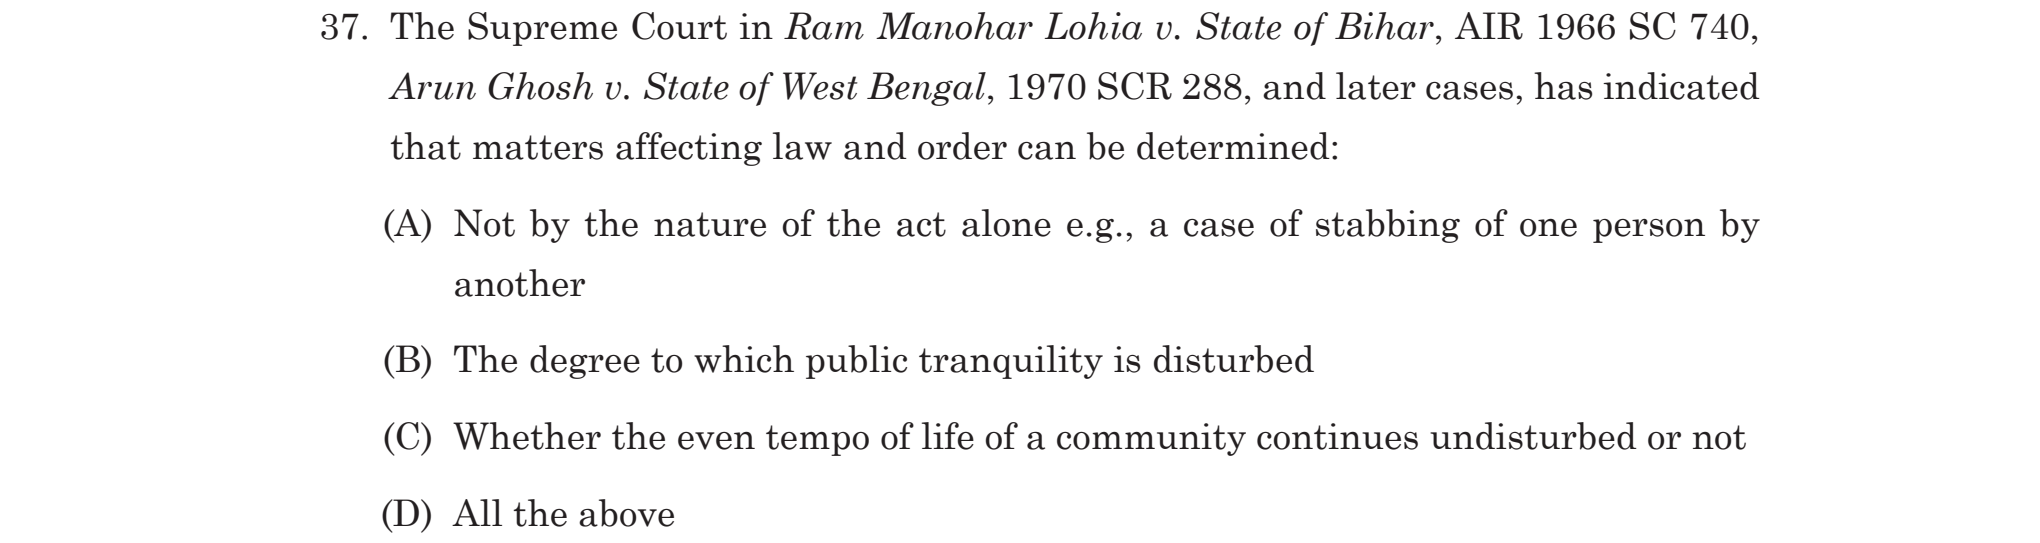 37. The Supreme Court in Ram Manohar Lohia v. State of Bihar, AIR 1966 SC 740,
Arun Ghosh v. State of West Bengal, 1970 SCR 288, and later cases, has indicated
that matters affecting law and order can be determined:
(A) Not by the nature of the act alone e.g., a case of stabbing of one person by
another
(B) The degree to which public tranquility is disturbed
(C) Whether the even tempo of life of a community continues undisturbed or not
(D) All the above